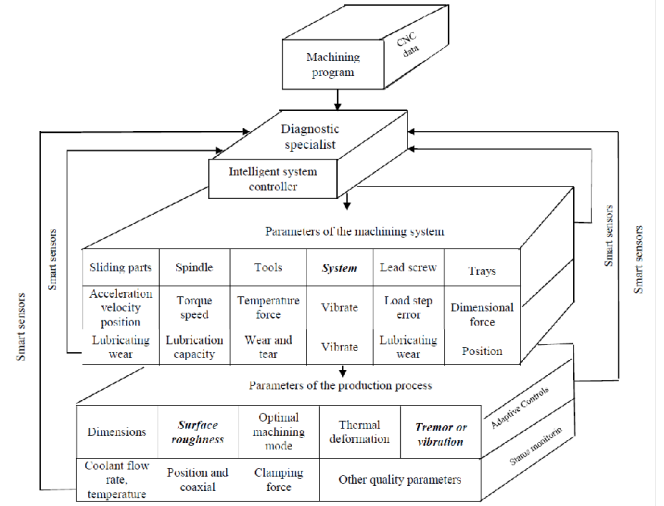 Machining
program
CNC
data
Diagnostic
specialist
Intelligent system
controller
Smart sensors
Smart sensors
Smart sensors
Smart sensors
Parameters of the machining system
Sliding parts
Spindle
Tools
System
Lead screw
Trays
Acceleration
velocity
position
Torque
speed
Temperature
force
Vibrate
Load step
error
Dimensional
force
Lubricating
wear
Lubrication
capacity
Wear and
tear
Vibrate
Lubricating
wear
Position
Parameters of the production process
Dimensions
Surface
roughness
Optimal
machining
mode
Thermal
deformation
Tremor or
vibration
Adaptive Controls
Coolant flow
rate,
temperature
Position and
coaxial
Clamping
force
Other quality parameters
Status monitorin